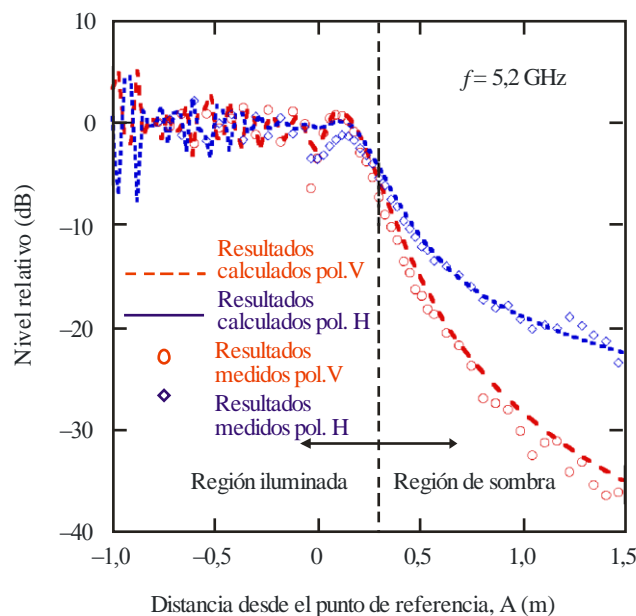 10
0
–10
–20
–30
–40
Nivel relativo (dB)
f = 5,2 GHz
Resultados
calculados pol.V
Resultados
calculados pol. H
Resultados
medidos pol.V
Resultados
medidos pol. H
Región iluminada
Región de sombra
–1,0
–0,5
0
0,5
1,0
1,5
Distancia desde el punto de referencia, A (m)